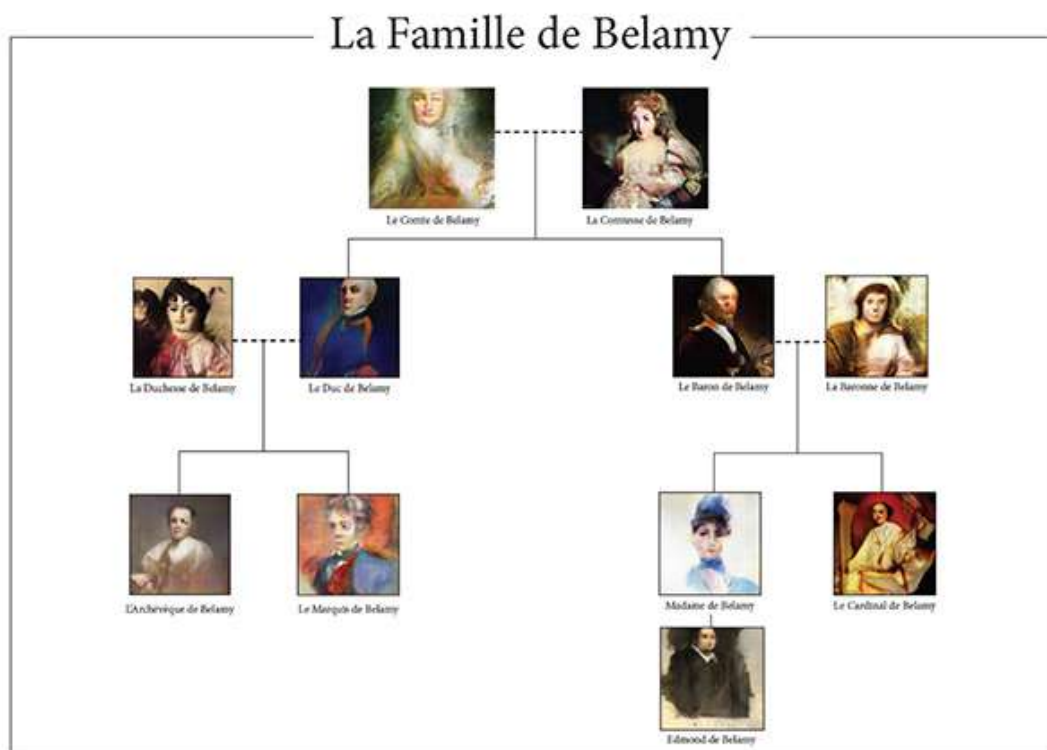 La Famille de Belamy
Le Comte de Belamy
La Comtesse de Belamy
La Duchesse de Belamy
Le Duc de Belamy
Le Baron de Belamy
La Baronne de Belamy
L'Archevêque de Belamy
Le Marquis de Belamy
Madame de Belamy
Le Cardinal de Belamy
Edmond de Belamy